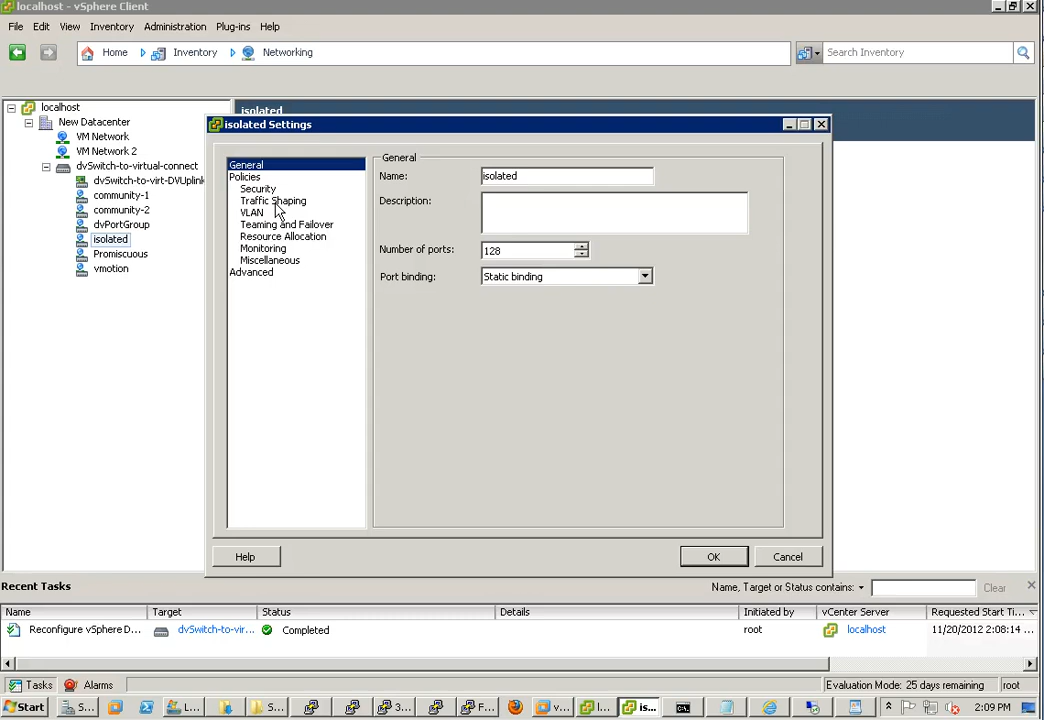 localhost - vSphere Client
File Edit View Inventory Administration Plug-ins Help
Home Inventory Networking Search Inventory
localhost
New Datacenter
VM Network
VM Network 2
dvSwitch-to-virtual-connect
dvSwitch-to-virt-DVUplink
community-1
community-2
dvPortGroup
isolated
Promiscuous
vmotion
isolated
isolated Settings
General
Policies
Security
Traffic Shaping
VLAN
Teaming and Failover
Resource Allocation
Monitoring
Miscellaneous
Advanced
General
Name: isolated
Description:
Number of ports: 128
Port binding: Static binding
Help OK Cancel
Recent Tasks Name, Target or Status contains: Clear
Name Target Status Details Initiated by vCenter Server Requested Start Ti...
Reconfigure vSphere D... dvSwitch-to-vir... Completed root localhost 11/20/2012 2:08:14 ...
Tasks Alarms Evaluation Mode: 25 days remaining root
Start S... L... S... 3... F... v... l... is... 2:09 PM